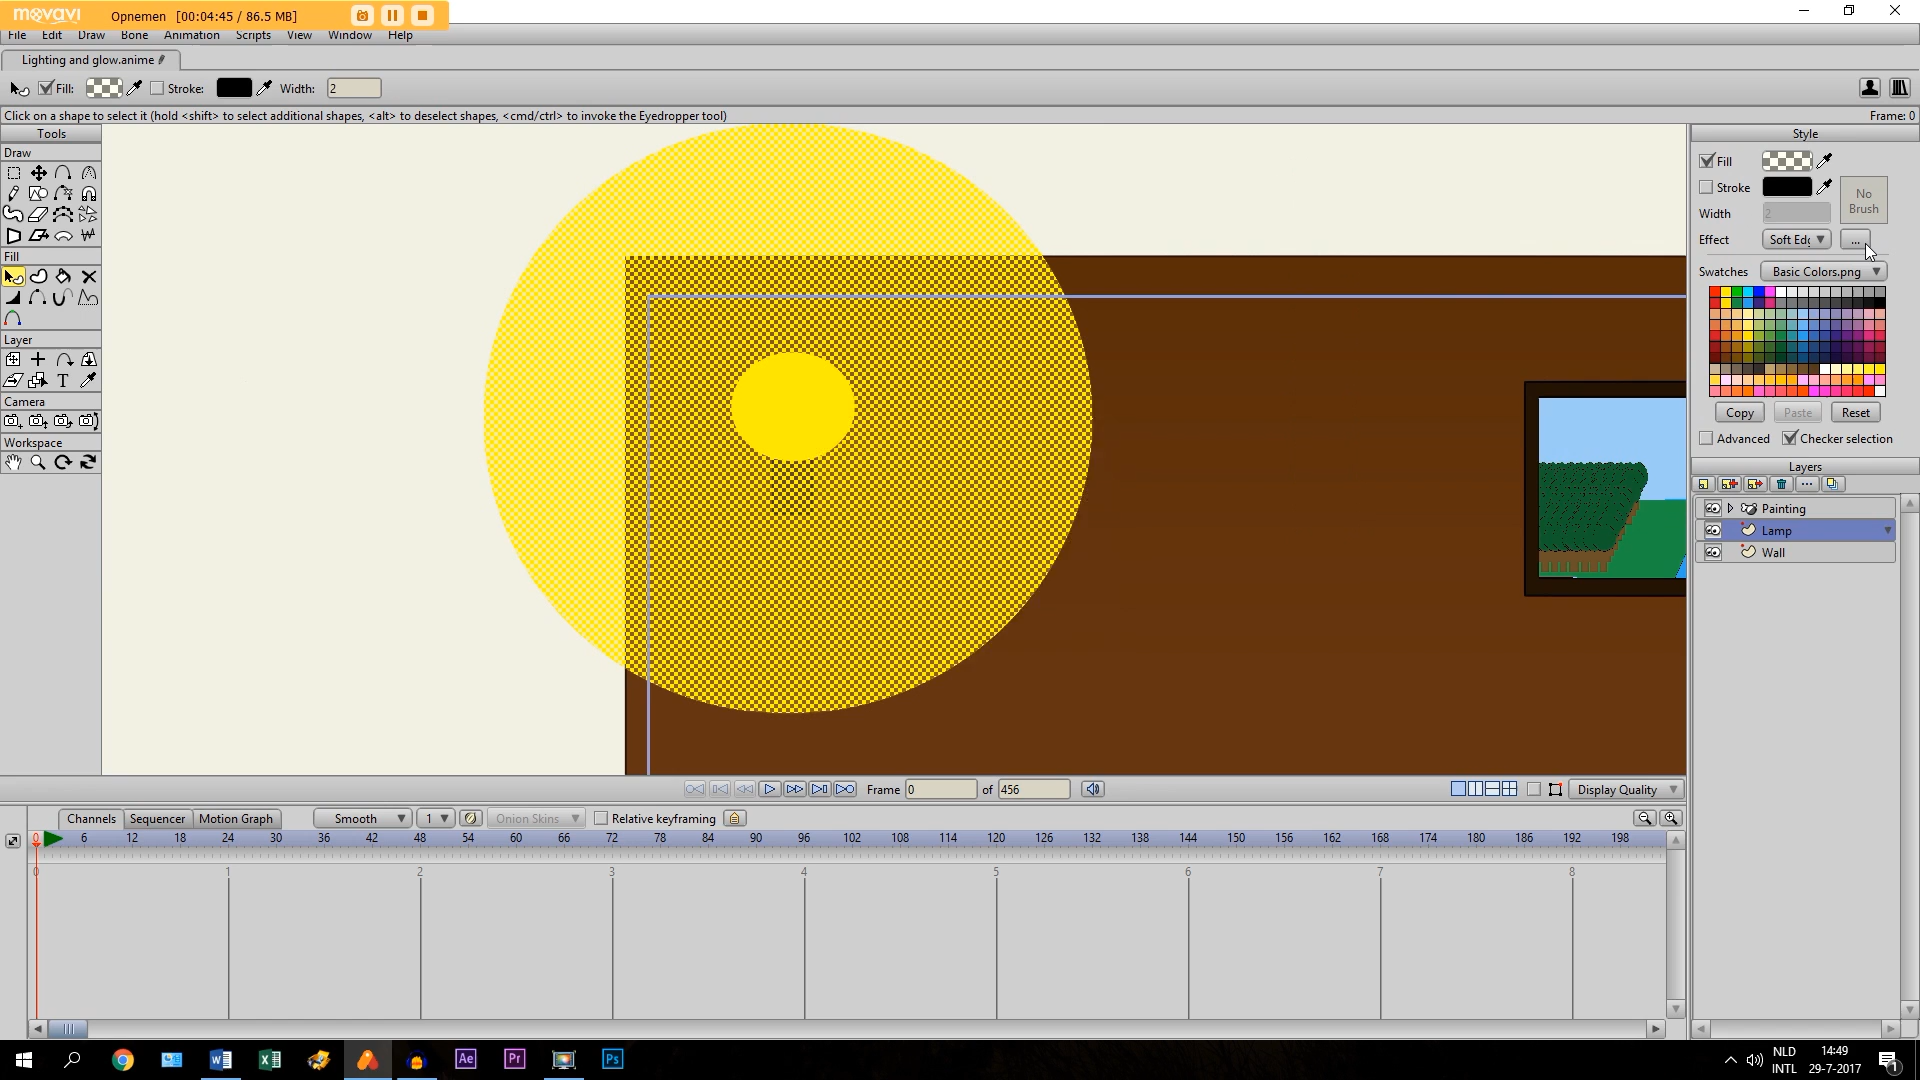 movavi Opnemen [00:04:45 / 86.5 MB]
File Edit Draw Bone Animation Scripts View Window Help
Lighting and glow.anime
Fill: Stroke: Width: 2
Click on a shape to select it (hold <shift> to select additional shapes, <alt> to deselect shapes, <cmd/ctrl> to invoke the Eyedropper tool) Frame: 0
Tools
Draw
Fill
Layer
Camera
Workspace
Style
Fill
Stroke
No Brush
Width 2
Effect Soft Edg ...
Swatches Basic Colors.png
Copy Paste Reset
Advanced Checker selection
Layers
Painting
Lamp
Wall
Frame 0 of 456 Display Quality
Channels Sequencer Motion Graph Smooth 1 Onion Skins Relative keyframing
0 6 12 18 24 30 36 42 48 54 60 66 72 78 84 90 96 102 108 114 120 126 132 138 144 150 156 162 168 174 180 186 192 198
0 1 2 3 4 5 6 7 8
Ae Pr Ps
NLD 14:49
INTL 29-7-2017 1